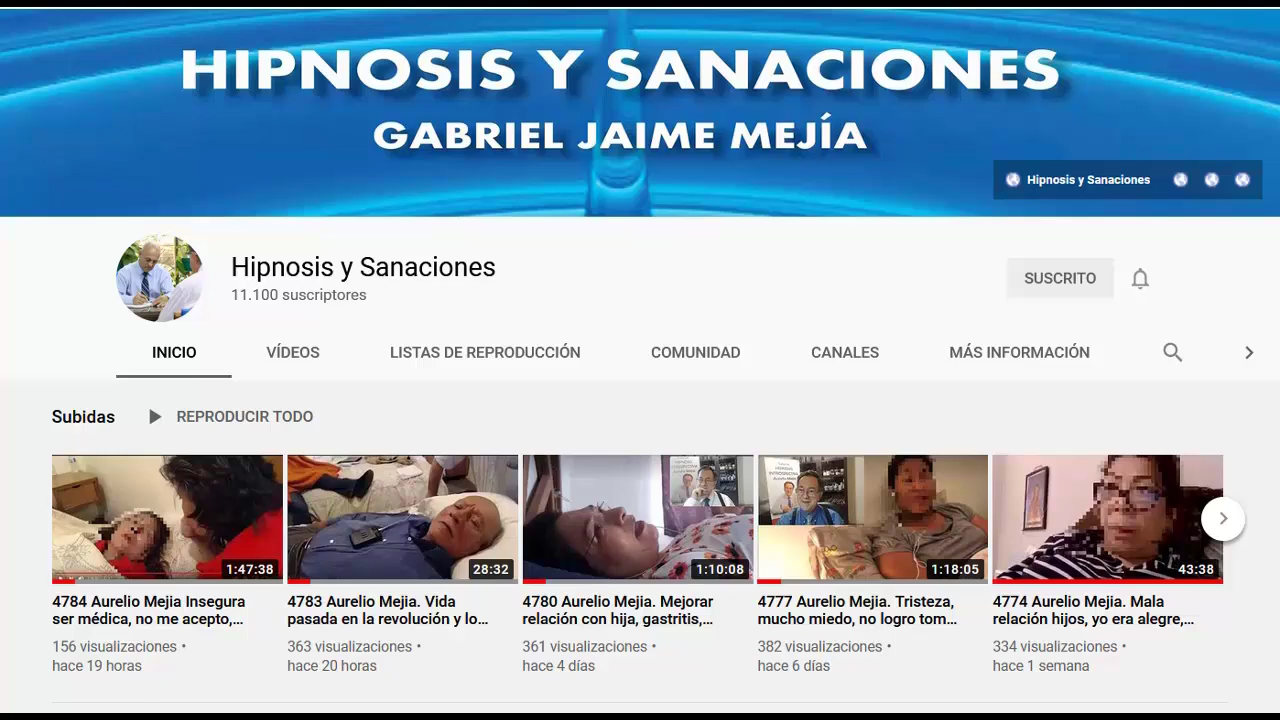 HIPNOSIS Y SANACIONES
GABRIEL JAIME MEJÍA
Hipnosis y Sanaciones
Hipnosis y Sanaciones
11.100 suscriptores
SUSCRITO
INICIO
VÍDEOS
LISTAS DE REPRODUCCIÓN
COMUNIDAD
CANALES
MÁS INFORMACIÓN
Subidas
REPRODUCIR TODO
1:47:38
28:32
1:10:08
1:18:05
43:38
4784 Aurelio Mejia Insegura
ser médica, no me acepto,...
156 visualizaciones •
hace 19 horas
4783 Aurelio Mejia. Vida
pasada en la revolución y lo...
363 visualizaciones •
hace 20 horas
4780 Aurelio Mejia. Mejorar
relación con hija, gastritis,...
361 visualizaciones •
hace 4 días
4777 Aurelio Mejia. Tristeza,
mucho miedo, no logro tom...
382 visualizaciones •
hace 6 días
4774 Aurelio Mejia. Mala
relación hijos, yo era alegre,...
334 visualizaciones •
hace 1 semana